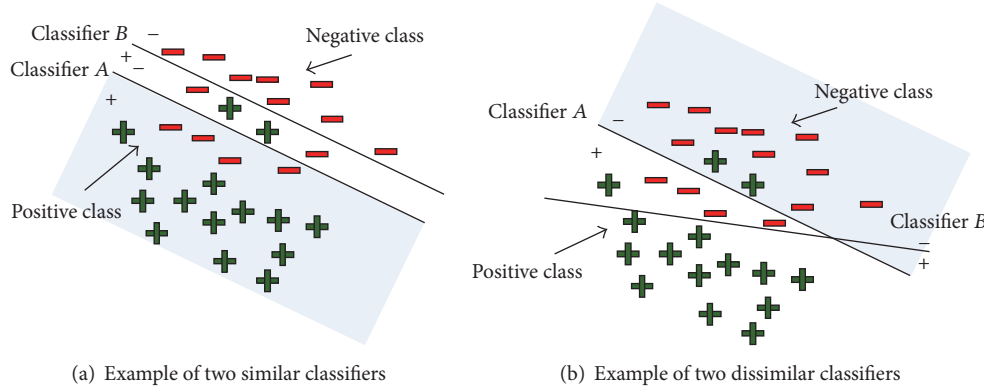 Classifier B
−
Negative class
+
−
Classifier A
+
Positive class
(a) Example of two similar classifiers
Negative class
Classifier A
−
+
Classifier B
−
+
Positive class
(b) Example of two dissimilar classifiers